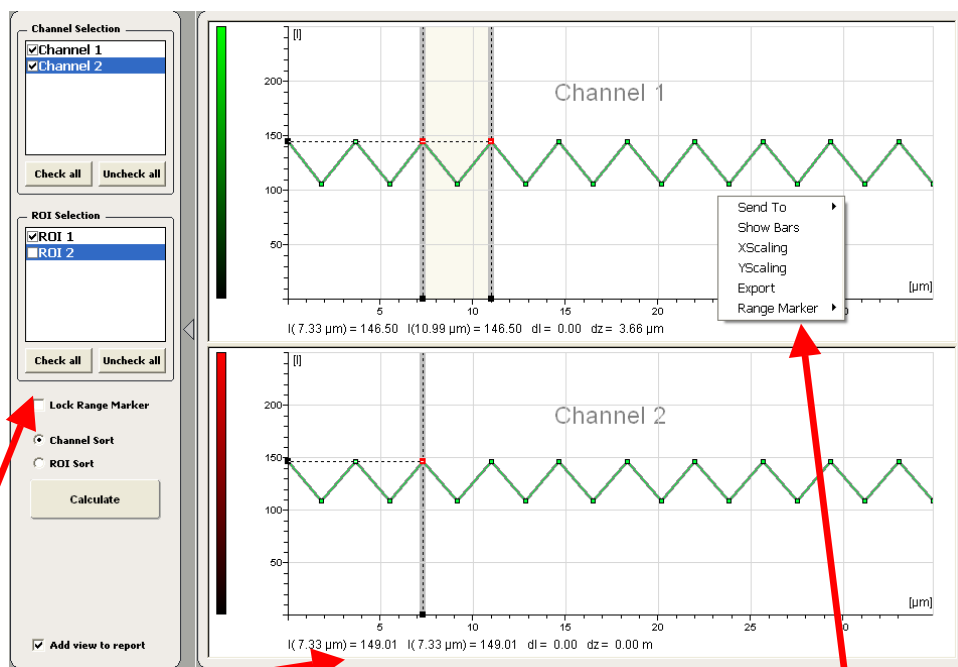 Channel Selection
Channel 1
Channel 2
Check all
Uncheck all
ROI Selection
ROI 1
ROI 2
Check all
Uncheck all
Lock Range Marker
Channel Sort
ROI Sort
Calculate
Add view to report
[I]
Channel 1
200
150
100
50
5
10
15
20
[µm]
Send To
Show Bars
XScaling
YScaling
Export
Range Marker
I( 7.33 µm) = 146.50 I(10.99 µm) = 146.50 dI = 0.00 dz = 3.66 µm
[I]
Channel 2
200
150
100
50
5
10
15
20
25
30
[µm]
I( 7.33 µm) = 149.01 I( 7.33 µm) = 149.01 dI = 0.00 dz = 0.00 m